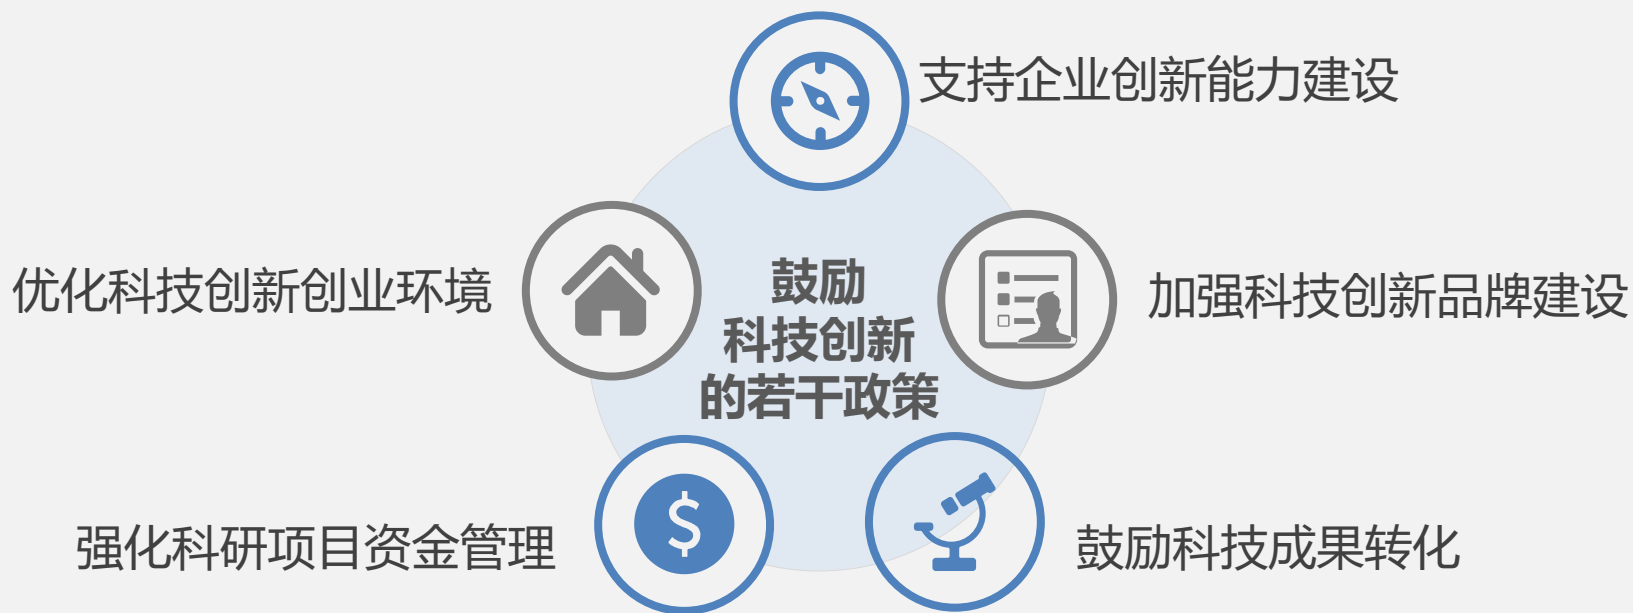 支持企业创新能力建设
优化科技创新创业环境
鼓励
科技创新
的若干政策
加强科技创新品牌建设
强化科研项目资金管理
$
鼓励科技成果转化